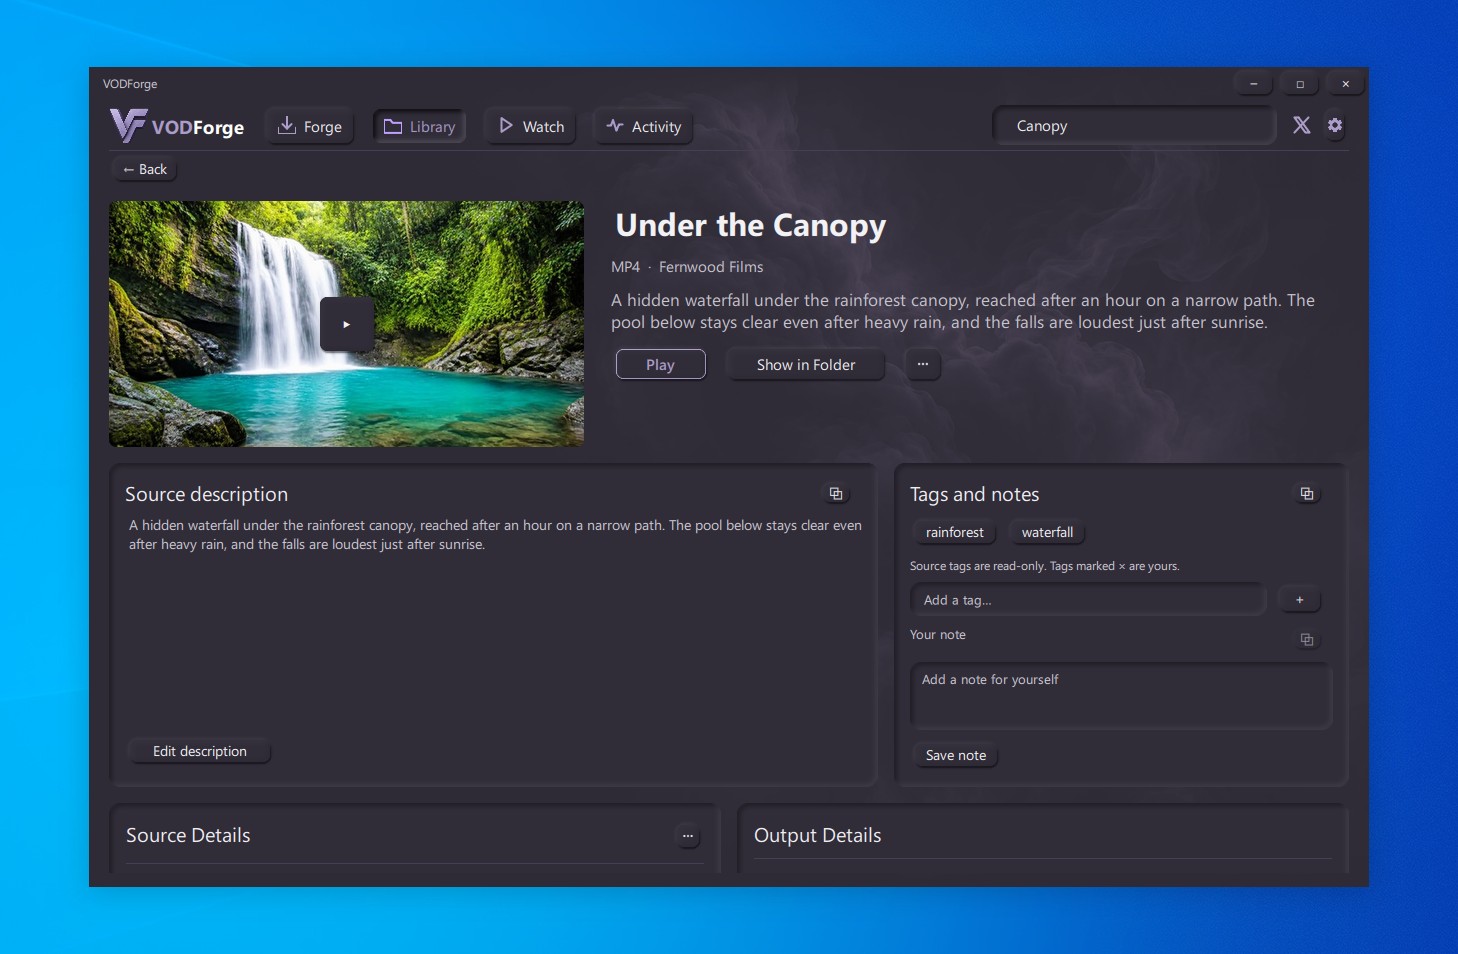 VODForge
VODForge
Forge
Library
Watch
Activity
Canopy
← Back
Under the Canopy
MP4 · Fernwood Films
A hidden waterfall under the rainforest canopy, reached after an hour on a narrow path. The
pool below stays clear even after heavy rain, and the falls are loudest just after sunrise.
Play
Show in Folder
···
Source description
A hidden waterfall under the rainforest canopy, reached after an hour on a narrow path. The pool below stays clear even
after heavy rain, and the falls are loudest just after sunrise.
Edit description
Tags and notes
rainforest
waterfall
Source tags are read-only. Tags marked × are yours.
Add a tag...
+
Your note
Add a note for yourself
Save note
Source Details
···
Output Details